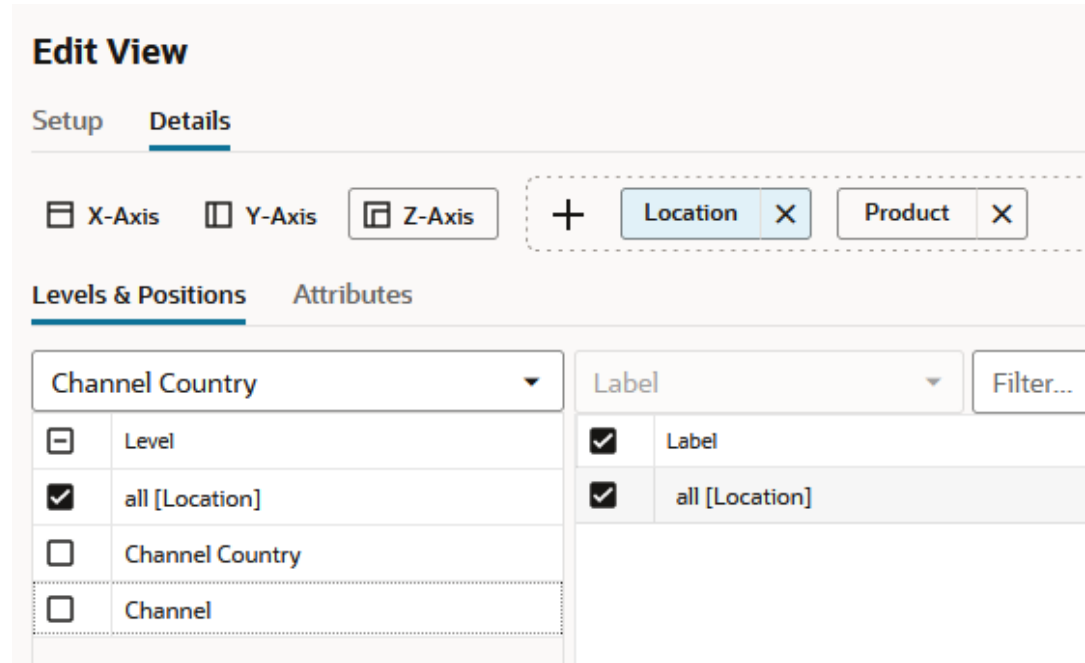 Edit View
Setup Details
X-Axis Y-Axis Z-Axis + Location X Product X
Levels & Positions Attributes
Channel Country Label Filter...
Level Label
all [Location] all [Location]
Channel Country
Channel